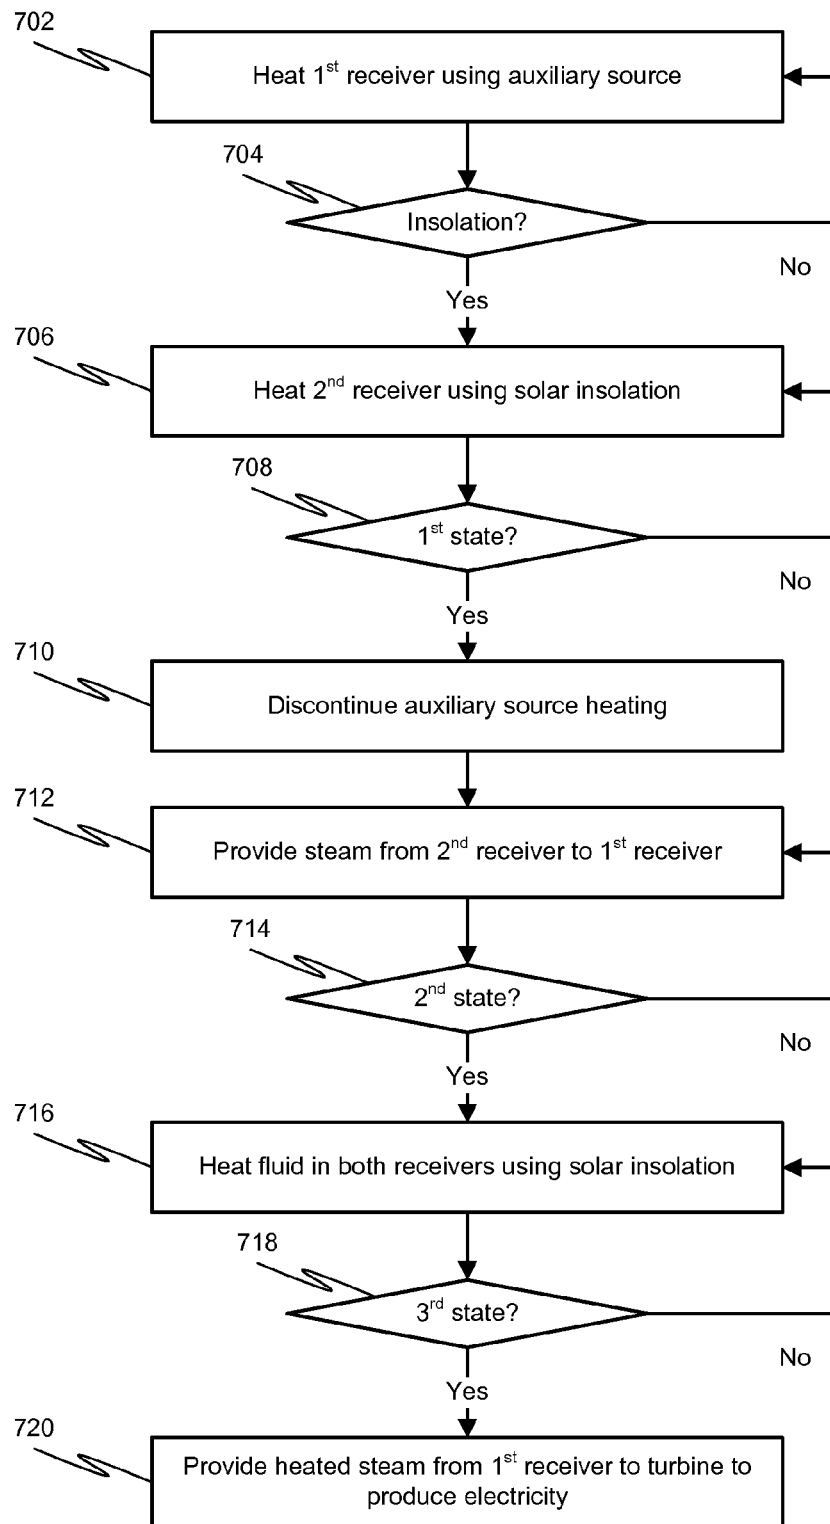 702
Heat 1st receiver using auxiliary source
704
Insolation?
No
Yes
706
Heat 2nd receiver using solar insolation
708
1st state?
No
Yes
710
Discontinue auxiliary source heating
712
Provide steam from 2nd receiver to 1st receiver
714
2nd state?
No
Yes
716
Heat fluid in both receivers using solar insolation
718
3rd state?
No
Yes
720
Provide heated steam from 1st receiver to turbine to
produce electricity